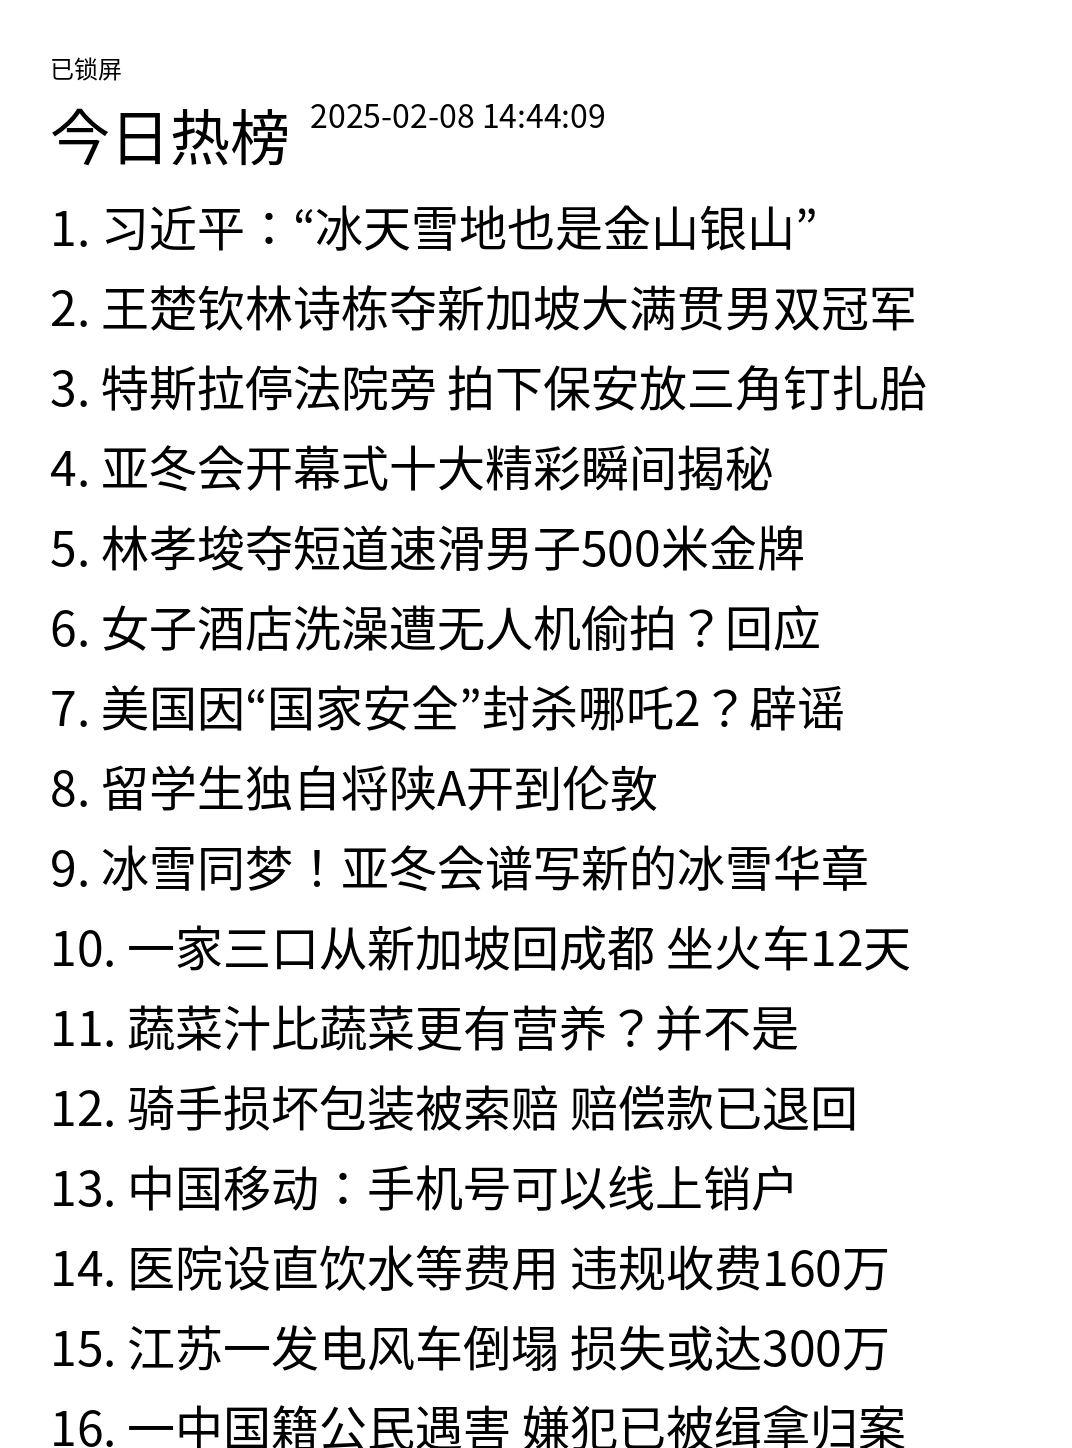 已锁屏
今日热榜 2025-02-08 14:44:09
1. 习近平：“冰天雪地也是金山银山”
2. 王楚钦林诗栋夺新加坡大满贯男双冠军
3. 特斯拉停法院旁 拍下保安放三角钉扎胎
4. 亚冬会开幕式十大精彩瞬间揭秘
5. 林孝埈夺短道速滑男子500米金牌
6. 女子酒店洗澡遭无人机偷拍？回应
7. 美国因“国家安全”封杀哪吒2？辟谣
8. 留学生独自将陕A开到伦敦
9. 冰雪同梦！亚冬会谱写新的冰雪华章
10. 一家三口从新加坡回成都 坐火车12天
11. 蔬菜汁比蔬菜更有营养？并不是
12. 骑手损坏包装被索赔 赔偿款已退回
13. 中国移动：手机号可以线上销户
14. 医院设直饮水等费用 违规收费160万
15. 江苏一发电风车倒塌 损失或达300万
16. 一中国籍公民遇害 嫌犯已被缉拿归案